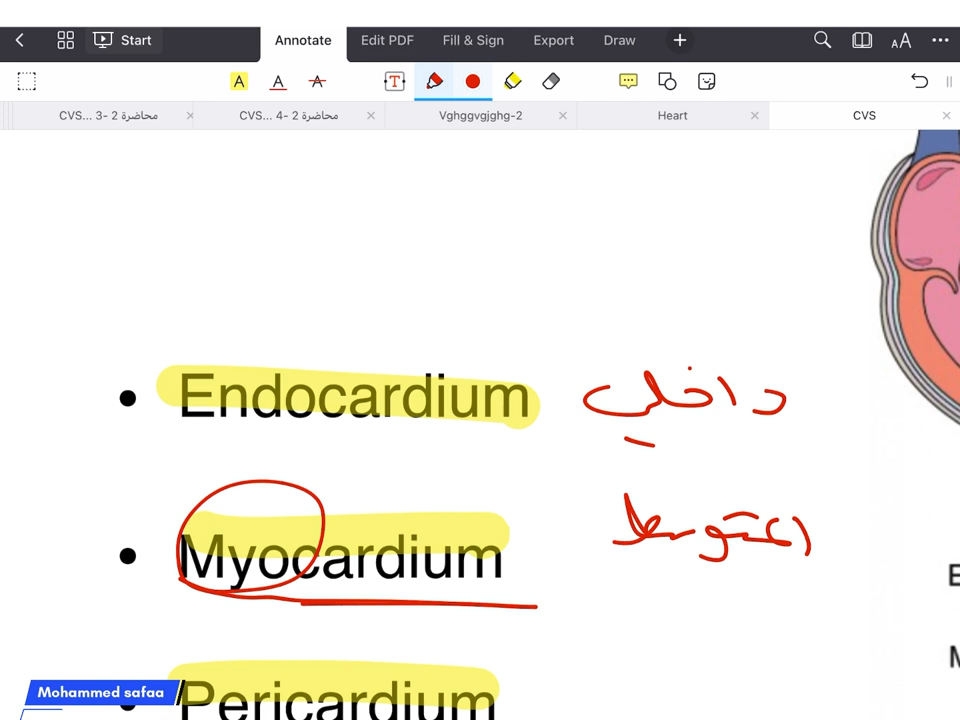 Start Annotate Edit PDF Fill & Sign Export Draw
CVS... محاضرة 2 -3 CVS... محاضرة 2 -4 Vghggvgjghg-2 Heart CVS
• Endocardium داخلي
• Myocardium المتوسط
E
M
• Pericardium
Mohammed safaa